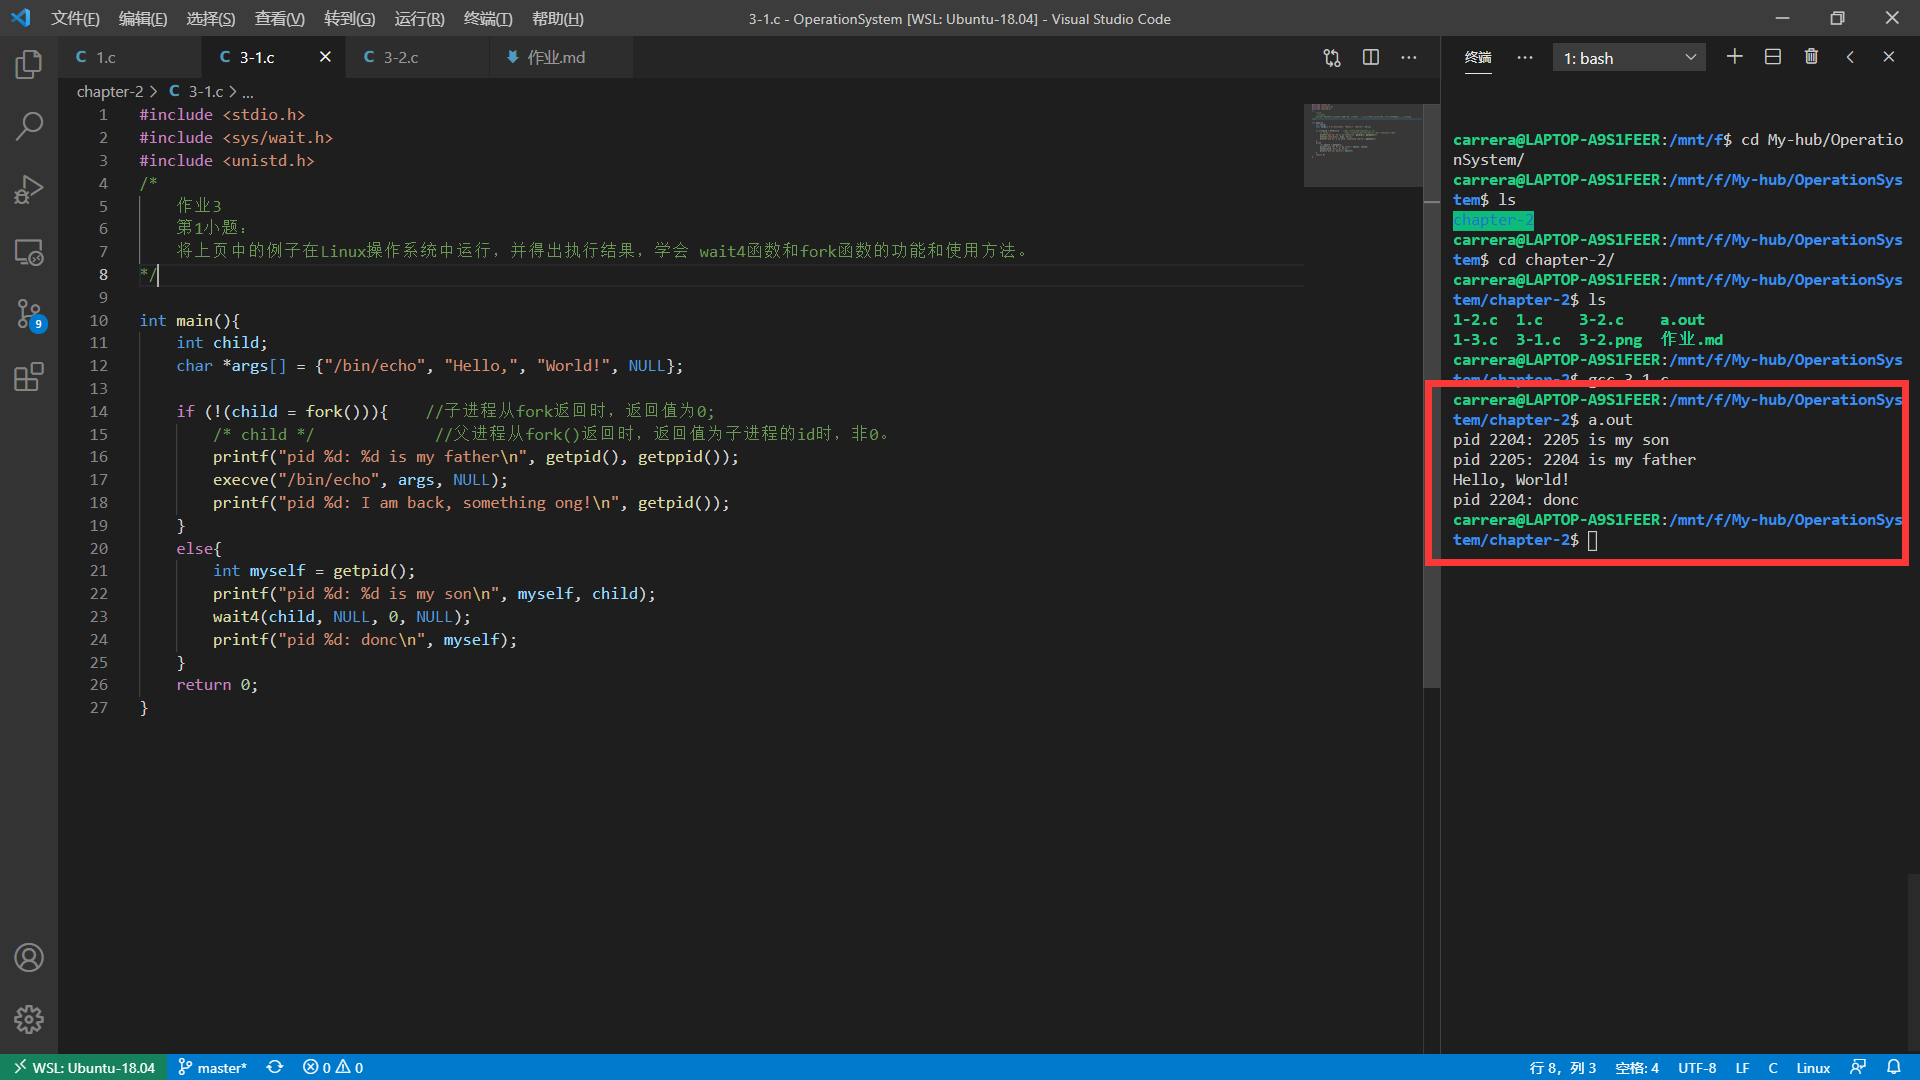 文件(F) 编辑(E) 选择(S) 查看(V) 转到(G) 运行(R) 终端(T) 帮助(H)
3-1.c - OperationSystem [WSL: Ubuntu-18.04] - Visual Studio Code
C 1.c
C 3-1.c
C 3-2.c
作业.md
chapter-2 > C 3-1.c > ...
1 #include <stdio.h>
2 #include <sys/wait.h>
3 #include <unistd.h>
4 /*
5 作业3
6 第1小题：
7 将上页中的例子在Linux操作系统中运行，并得出执行结果，学会 wait4函数和fork函数的功能和使用方法。
8 */
9
10 int main(){
11 int child;
12 char *args[] = {"/bin/echo", "Hello,", "World!", NULL};
13
14 if (!(child = fork())){ //子进程从fork返回时，返回值为0;
15 /* child */ //父进程从fork()返回时，返回值为子进程的id时，非0。
16 printf("pid %d: %d is my father\n", getpid(), getppid());
17 execve("/bin/echo", args, NULL);
18 printf("pid %d: I am back, something ong!\n", getpid());
19 }
20 else{
21 int myself = getpid();
22 printf("pid %d: %d is my son\n", myself, child);
23 wait4(child, NULL, 0, NULL);
24 printf("pid %d: donc\n", myself);
25 }
26 return 0;
27 }
终端
1: bash
carrera@LAPTOP-A9S1FEER:/mnt/f$ cd My-hub/Operatio
nSystem/
carrera@LAPTOP-A9S1FEER:/mnt/f/My-hub/OperationSys
tem$ ls
chapter-2
carrera@LAPTOP-A9S1FEER:/mnt/f/My-hub/OperationSys
tem$ cd chapter-2/
carrera@LAPTOP-A9S1FEER:/mnt/f/My-hub/OperationSys
tem/chapter-2$ ls
1-2.c 1.c 3-2.c a.out
1-3.c 3-1.c 3-2.png 作业.md
carrera@LAPTOP-A9S1FEER:/mnt/f/My-hub/OperationSys
tem/chapter-2$ gcc 3-1.c
carrera@LAPTOP-A9S1FEER:/mnt/f/My-hub/OperationSys
tem/chapter-2$ a.out
pid 2204: 2205 is my son
pid 2205: 2204 is my father
Hello, World!
pid 2204: donc
carrera@LAPTOP-A9S1FEER:/mnt/f/My-hub/OperationSys
tem/chapter-2$
9
WSL: Ubuntu-18.04 master* 0 0
行 8，列 3 空格: 4 UTF-8 LF C Linux